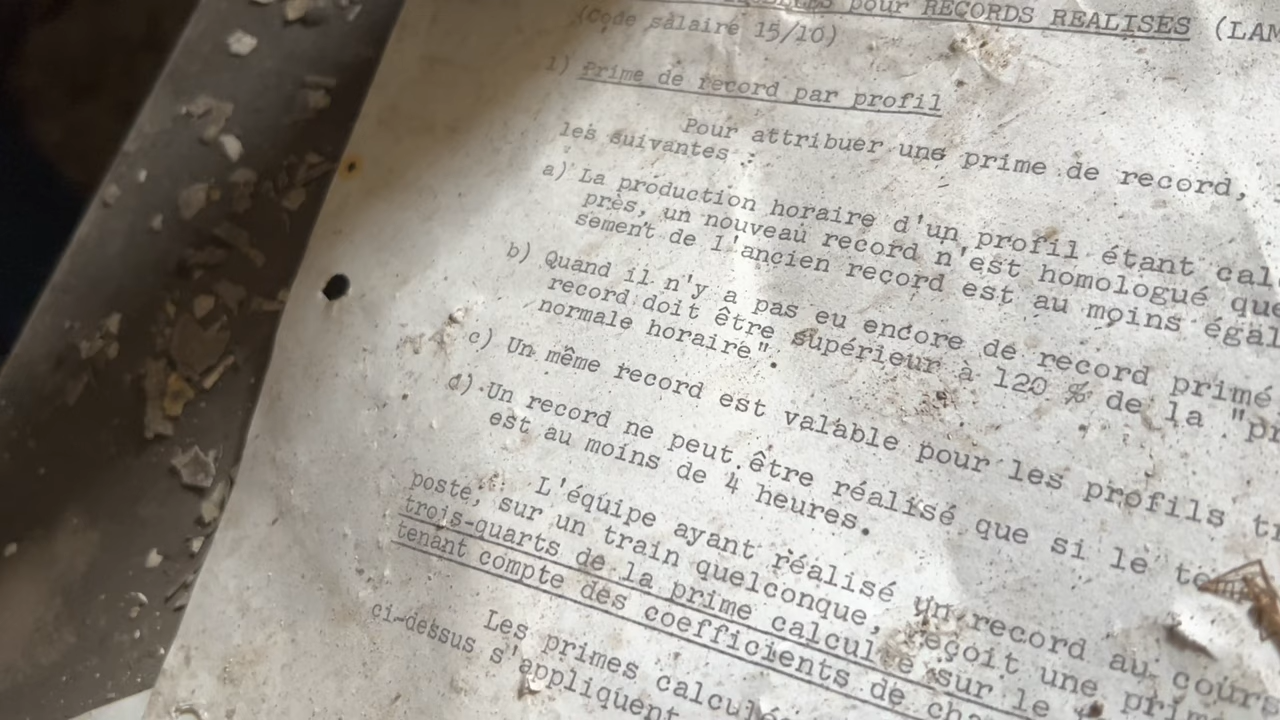 pour RECORDS REALISES (LAM
(Code salaire 15/10)
1) Prime de record par profil
Pour attribuer une prime de record,
les suivantes :
a) La production horaire d'un profil étant cal
près, un nouveau record n'est homologué que
sement de l'ancien record est au moins égal
b) Quand il n'y a pas eu encore de record primé
record doit être supérieur à 120 % de la "pr
normale horaire".
c) Un même record est valable pour les profils tr
d) Un record ne peut être réalisé que si le te
est au moins de 4 heures.
L'équipe ayant réalisé un record au cours
poste, sur un train quelconque, reçoit une prim
trois-quarts de la prime calculée sur le
tenant compte des coefficients de cha
Les primes calculé
ci-dessus s'appliquent